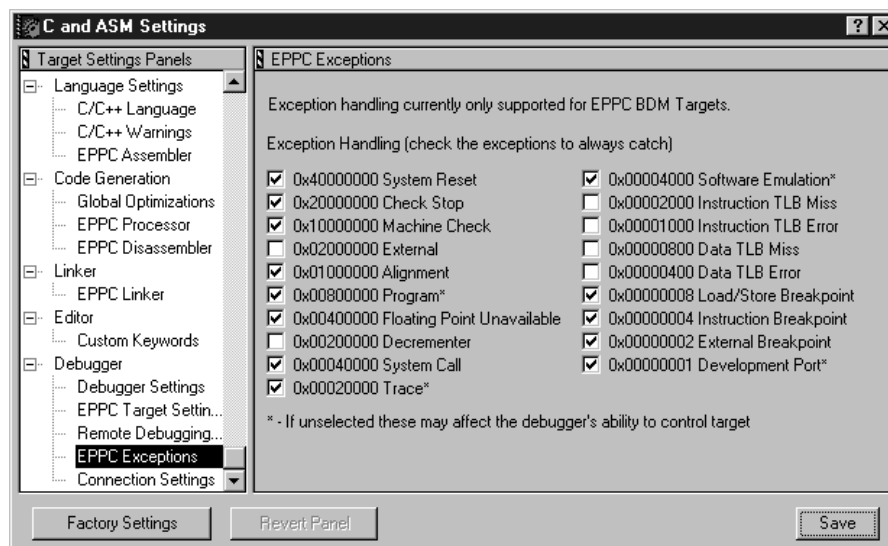 C and ASM Settings
Target Settings Panels
Language Settings
C/C++ Language
C/C++ Warnings
EPPC Assembler
Code Generation
Global Optimizations
EPPC Processor
EPPC Disassembler
Linker
EPPC Linker
Editor
Custom Keywords
Debugger
Debugger Settings
EPPC Target Settin...
Remote Debugging...
EPPC Exceptions
Connection Settings
EPPC Exceptions
Exception handling currently only supported for EPPC BDM Targets.
Exception Handling (check the exceptions to always catch)
0x40000000 System Reset
0x20000000 Check Stop
0x10000000 Machine Check
0x02000000 External
0x01000000 Alignment
0x00800000 Program*
0x00400000 Floating Point Unavailable
0x00200000 Decrementer
0x00040000 System Call
0x00020000 Trace*
0x00004000 Software Emulation*
0x00002000 Instruction TLB Miss
0x00001000 Instruction TLB Error
0x00000800 Data TLB Miss
0x00000400 Data TLB Error
0x00000008 Load/Store Breakpoint
0x00000004 Instruction Breakpoint
0x00000002 External Breakpoint
0x00000001 Development Port*
* - If unselected these may affect the debugger's ability to control target
Factory Settings
Revert Panel
Save